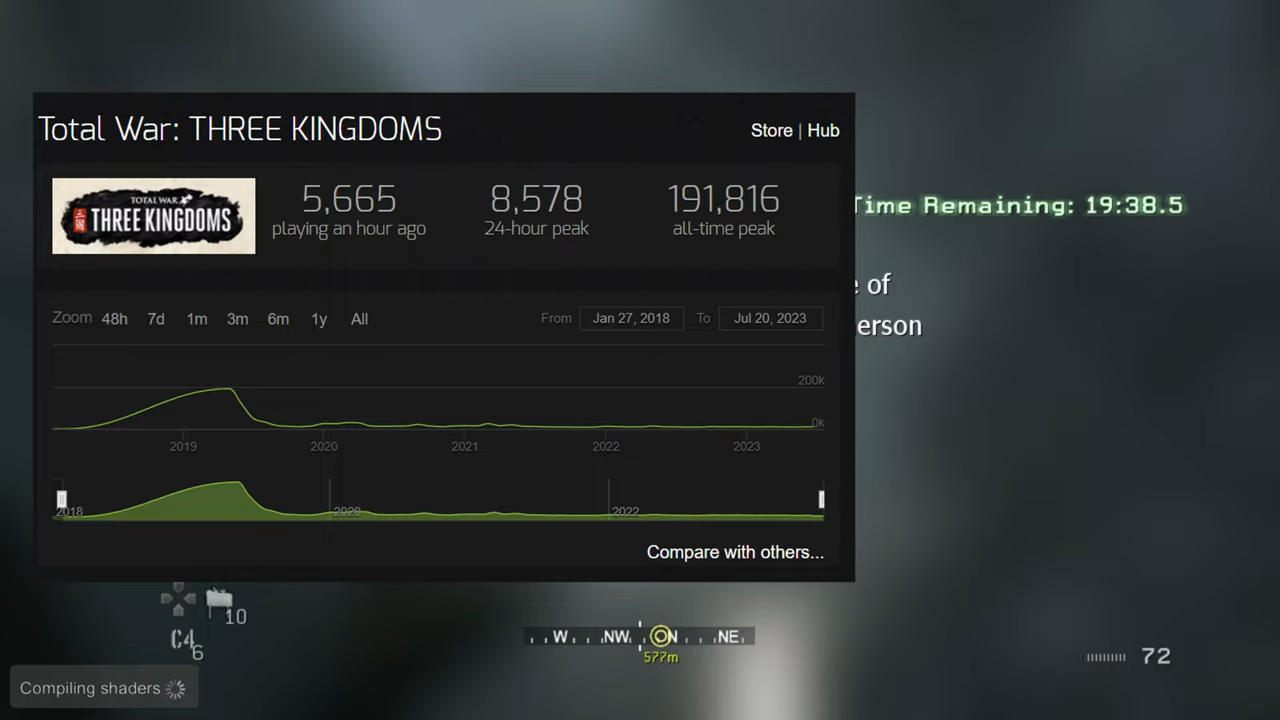 Total War: THREE KINGDOMS
Store | Hub
TOTAL WAR
THREE KINGDOMS
5,665
playing an hour ago
8,578
24-hour peak
191,816
all-time peak
Time Remaining: 19:38.5
e of
erson
Zoom 48h 7d 1m 3m 6m 1y All
From Jan 27, 2018 To Jul 20, 2023
200k
0k
2019 2020 2021 2022 2023
2018 2020 2022
Compare with others...
10
C4
6
W NW N NE
577m
72
Compiling shaders